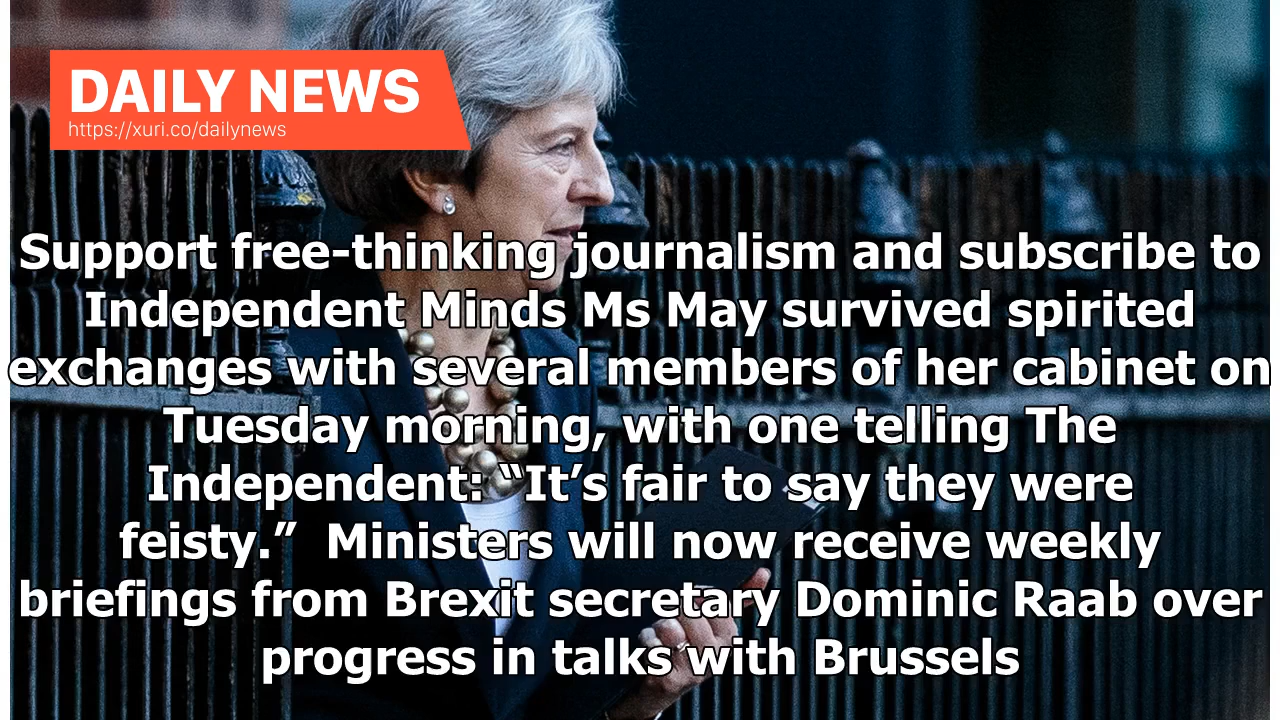 DAILY NEWS
https://xuri.co/dailynews
Support free-thinking journalism and subscribe to
Independent Minds Ms May survived spirited
exchanges with several members of her cabinet on
Tuesday morning, with one telling The
Independent: “It’s fair to say they were
feisty.”  Ministers will now receive weekly
briefings from Brexit secretary Dominic Raab over
progress in talks with Brussels